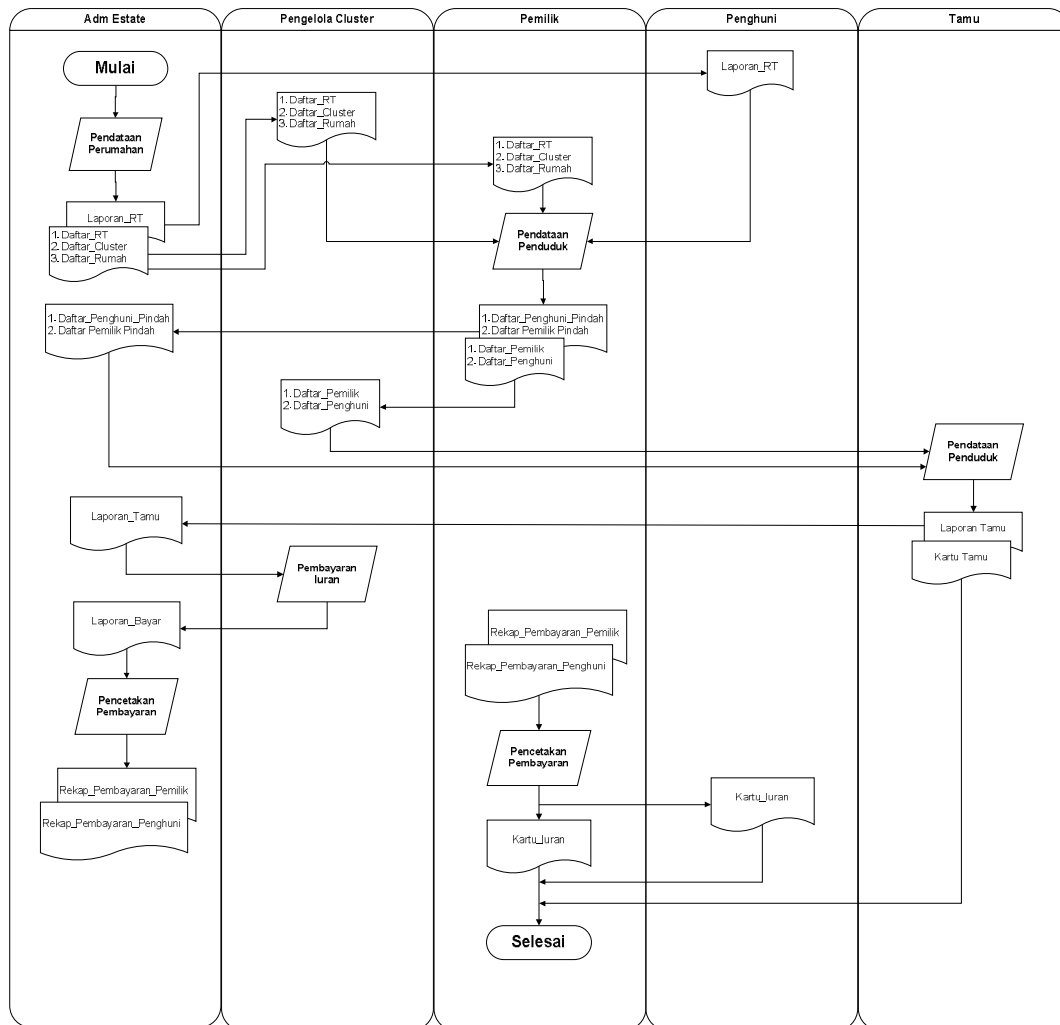 Adm Estate
Pengelola Cluster
Pemilik
Penghuni
Tamu
Mulai
Laporan_RT
1. Daftar_RT
2. Daftar_Cluster
3. Daftar_Rumah
Pendataan
Perumahan
1. Daftar_RT
2. Daftar_Cluster
3. Daftar_Rumah
Laporan_RT
1. Daftar_RT
2. Daftar_Cluster
3. Daftar_Rumah
Pendataan
Penduduk
1. Daftar_Penghuni_Pindah
2. Daftar Pemilik Pindah
1. Daftar_Penghuni_Pindah
2. Daftar Pemilik Pindah
1. Daftar_Pemilik
2. Daftar_Penghuni
1. Daftar_Pemilik
2. Daftar_Penghuni
Pendataan
Penduduk
Laporan_Tamu
Laporan Tamu
Kartu Tamu
Pembayaran
Iuran
Laporan_Bayar
Rekap_Pembayaran_Pemilik
Rekap_Pembayaran_Penghuni
Pencetakan
Pembayaran
Pencetakan
Pembayaran
Rekap_Pembayaran_Pemilik
Rekap_Pembayaran_Penghuni
Kartu_Iuran
Kartu_Iuran
Selesai